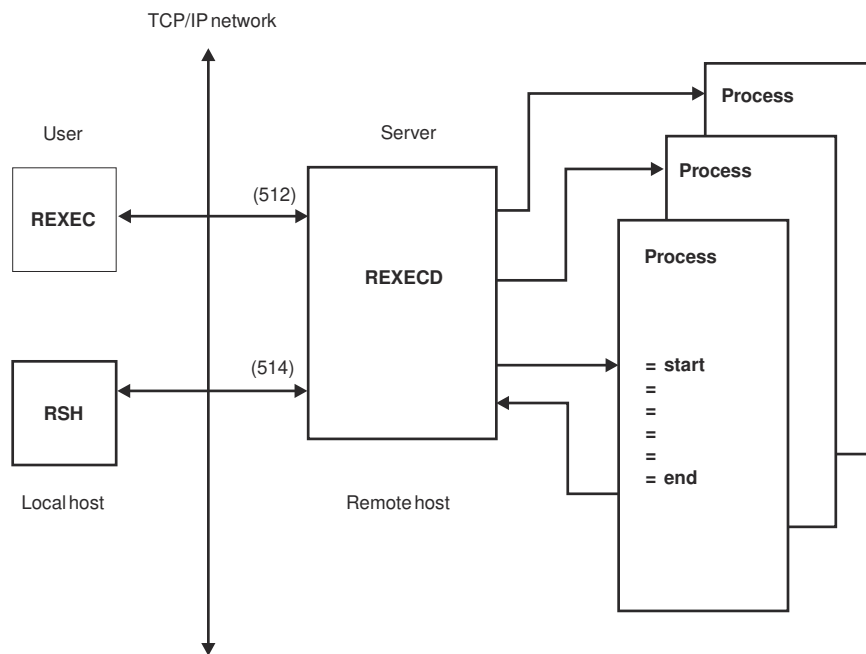 TCP/IP network
User
Server
REXEC
(512)
REXECD
(514)
RSH
Local host
Remote host
Process
Process
Process
= start
=
=
=
=
= end